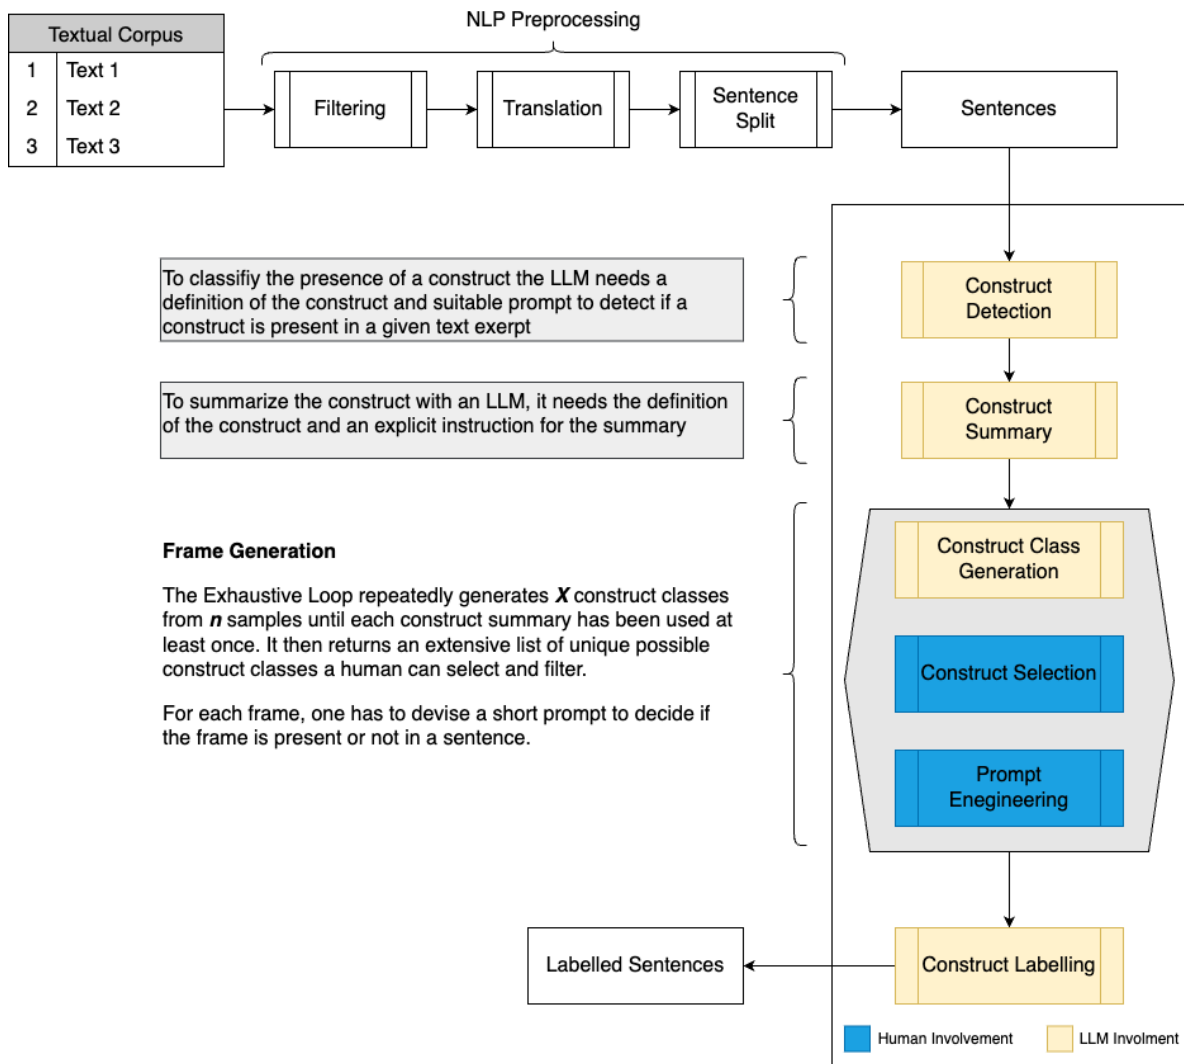 NLP Preprocessing
Textual Corpus
1 Text 1
2 Text 2
3 Text 3
Filtering
Translation
Sentence
Split
Sentences
To classifiy the presence of a construct the LLM needs a
definition of the construct and suitable prompt to detect if a
construct is present in a given text exerpt
Construct
Detection
To summarize the construct with an LLM, it needs the definition
of the construct and an explicit instruction for the summary
Construct
Summary
Frame Generation
The Exhaustive Loop repeatedly generates X construct classes
from n samples until each construct summary has been used at
least once. It then returns an extensive list of unique possible
construct classes a human can select and filter.
For each frame, one has to devise a short prompt to decide if
the frame is present or not in a sentence.
Construct Class
Generation
Construct Selection
Prompt
Enegineering
Labelled Sentences
Construct Labelling
Human Involvement
LLM Involment